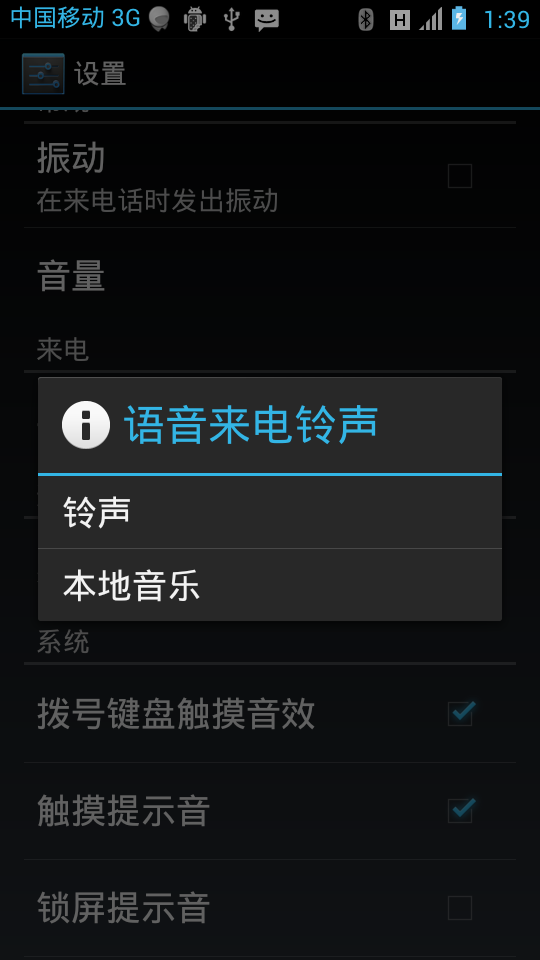 中国移动 3G H 1:39
设置
振动
在来电话时发出振动
音量
来电
语音来电铃声
铃声
本地音乐
系统
拨号键盘触摸音效
触摸提示音
锁屏提示音